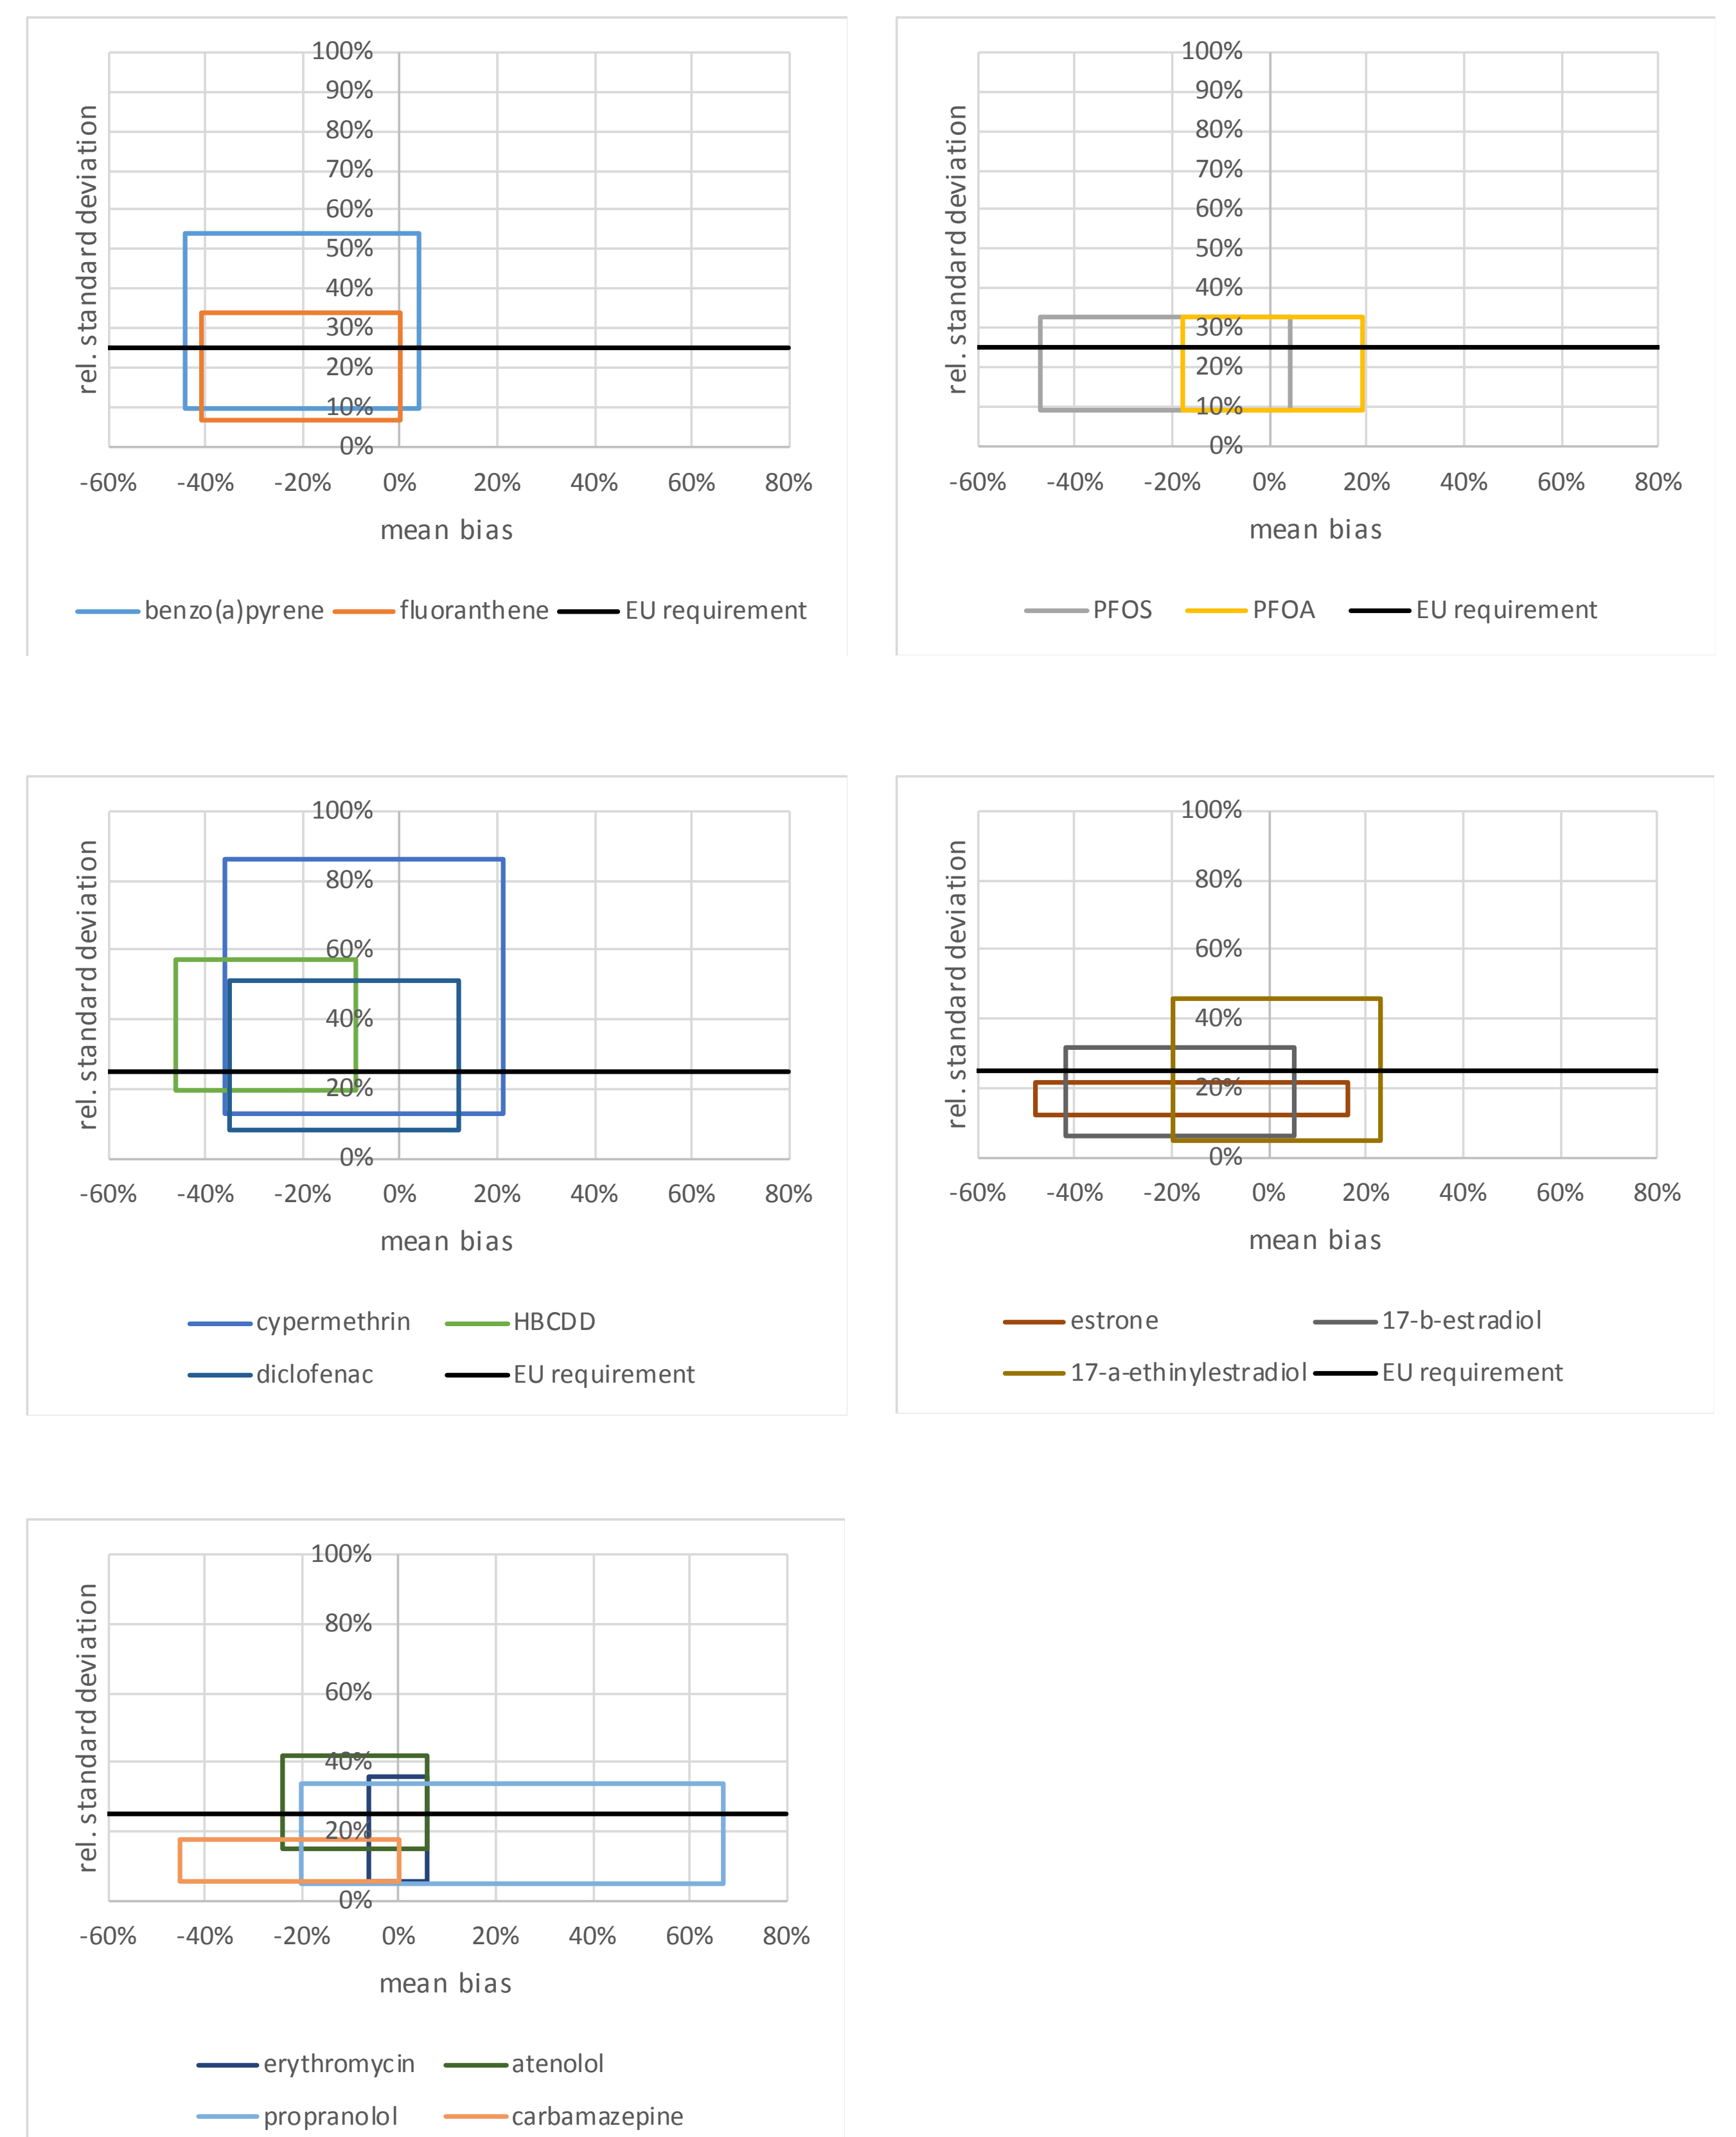 100%
90%
80%
70%
60%
50%
40%
30%
20%
10%
0%
-60% -40% -20% 0% 20% 40% 60% 80%
rel. standard deviation
mean bias
benzo(a)pyrene fluoranthene EU requirement
100%
90%
80%
70%
60%
50%
40%
30%
20%
10%
0%
-60% -40% -20% 0% 20% 40% 60% 80%
rel. standard deviation
mean bias
PFOS PFOA EU requirement
100%
80%
60%
40%
20%
0%
-60% -40% -20% 0% 20% 40% 60% 80%
rel. standard deviation
mean bias
cypermethrin HBCDD
diclofenac EU requirement
100%
80%
60%
40%
20%
0%
-60% -40% -20% 0% 20% 40% 60% 80%
rel. standard deviation
mean bias
estrone 17-b-estradiol
17-a-ethinylestradiol EU requirement
100%
80%
60%
40%
20%
0%
-60% -40% -20% 0% 20% 40% 60% 80%
rel. standard deviation
mean bias
erythromycin atenolol
propranolol carbamazepine